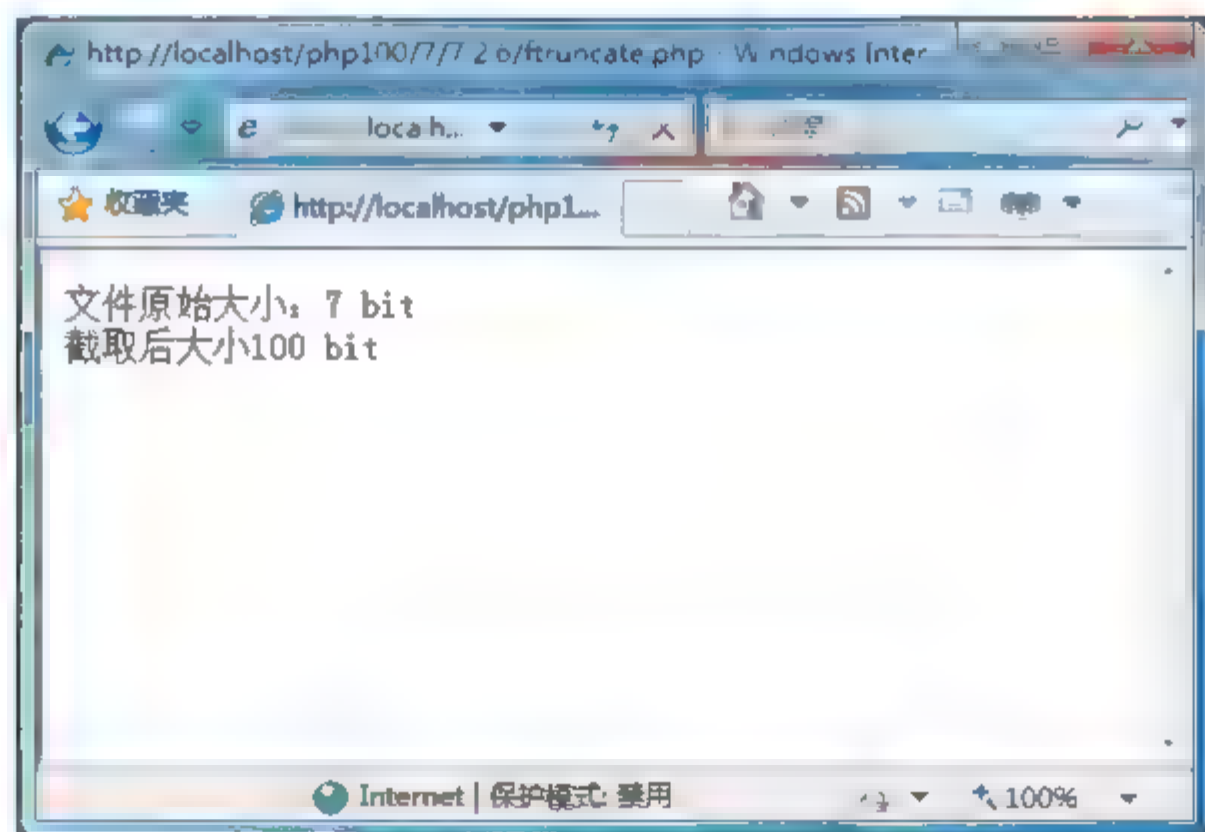 http://localhost/php100/7/7.2.6/ftruncate.php - Windows Inter
localh...
收藏夹 http://localhost/php1...
文件原始大小：7 bit
截取后大小100 bit
Internet | 保护模式: 禁用 100%